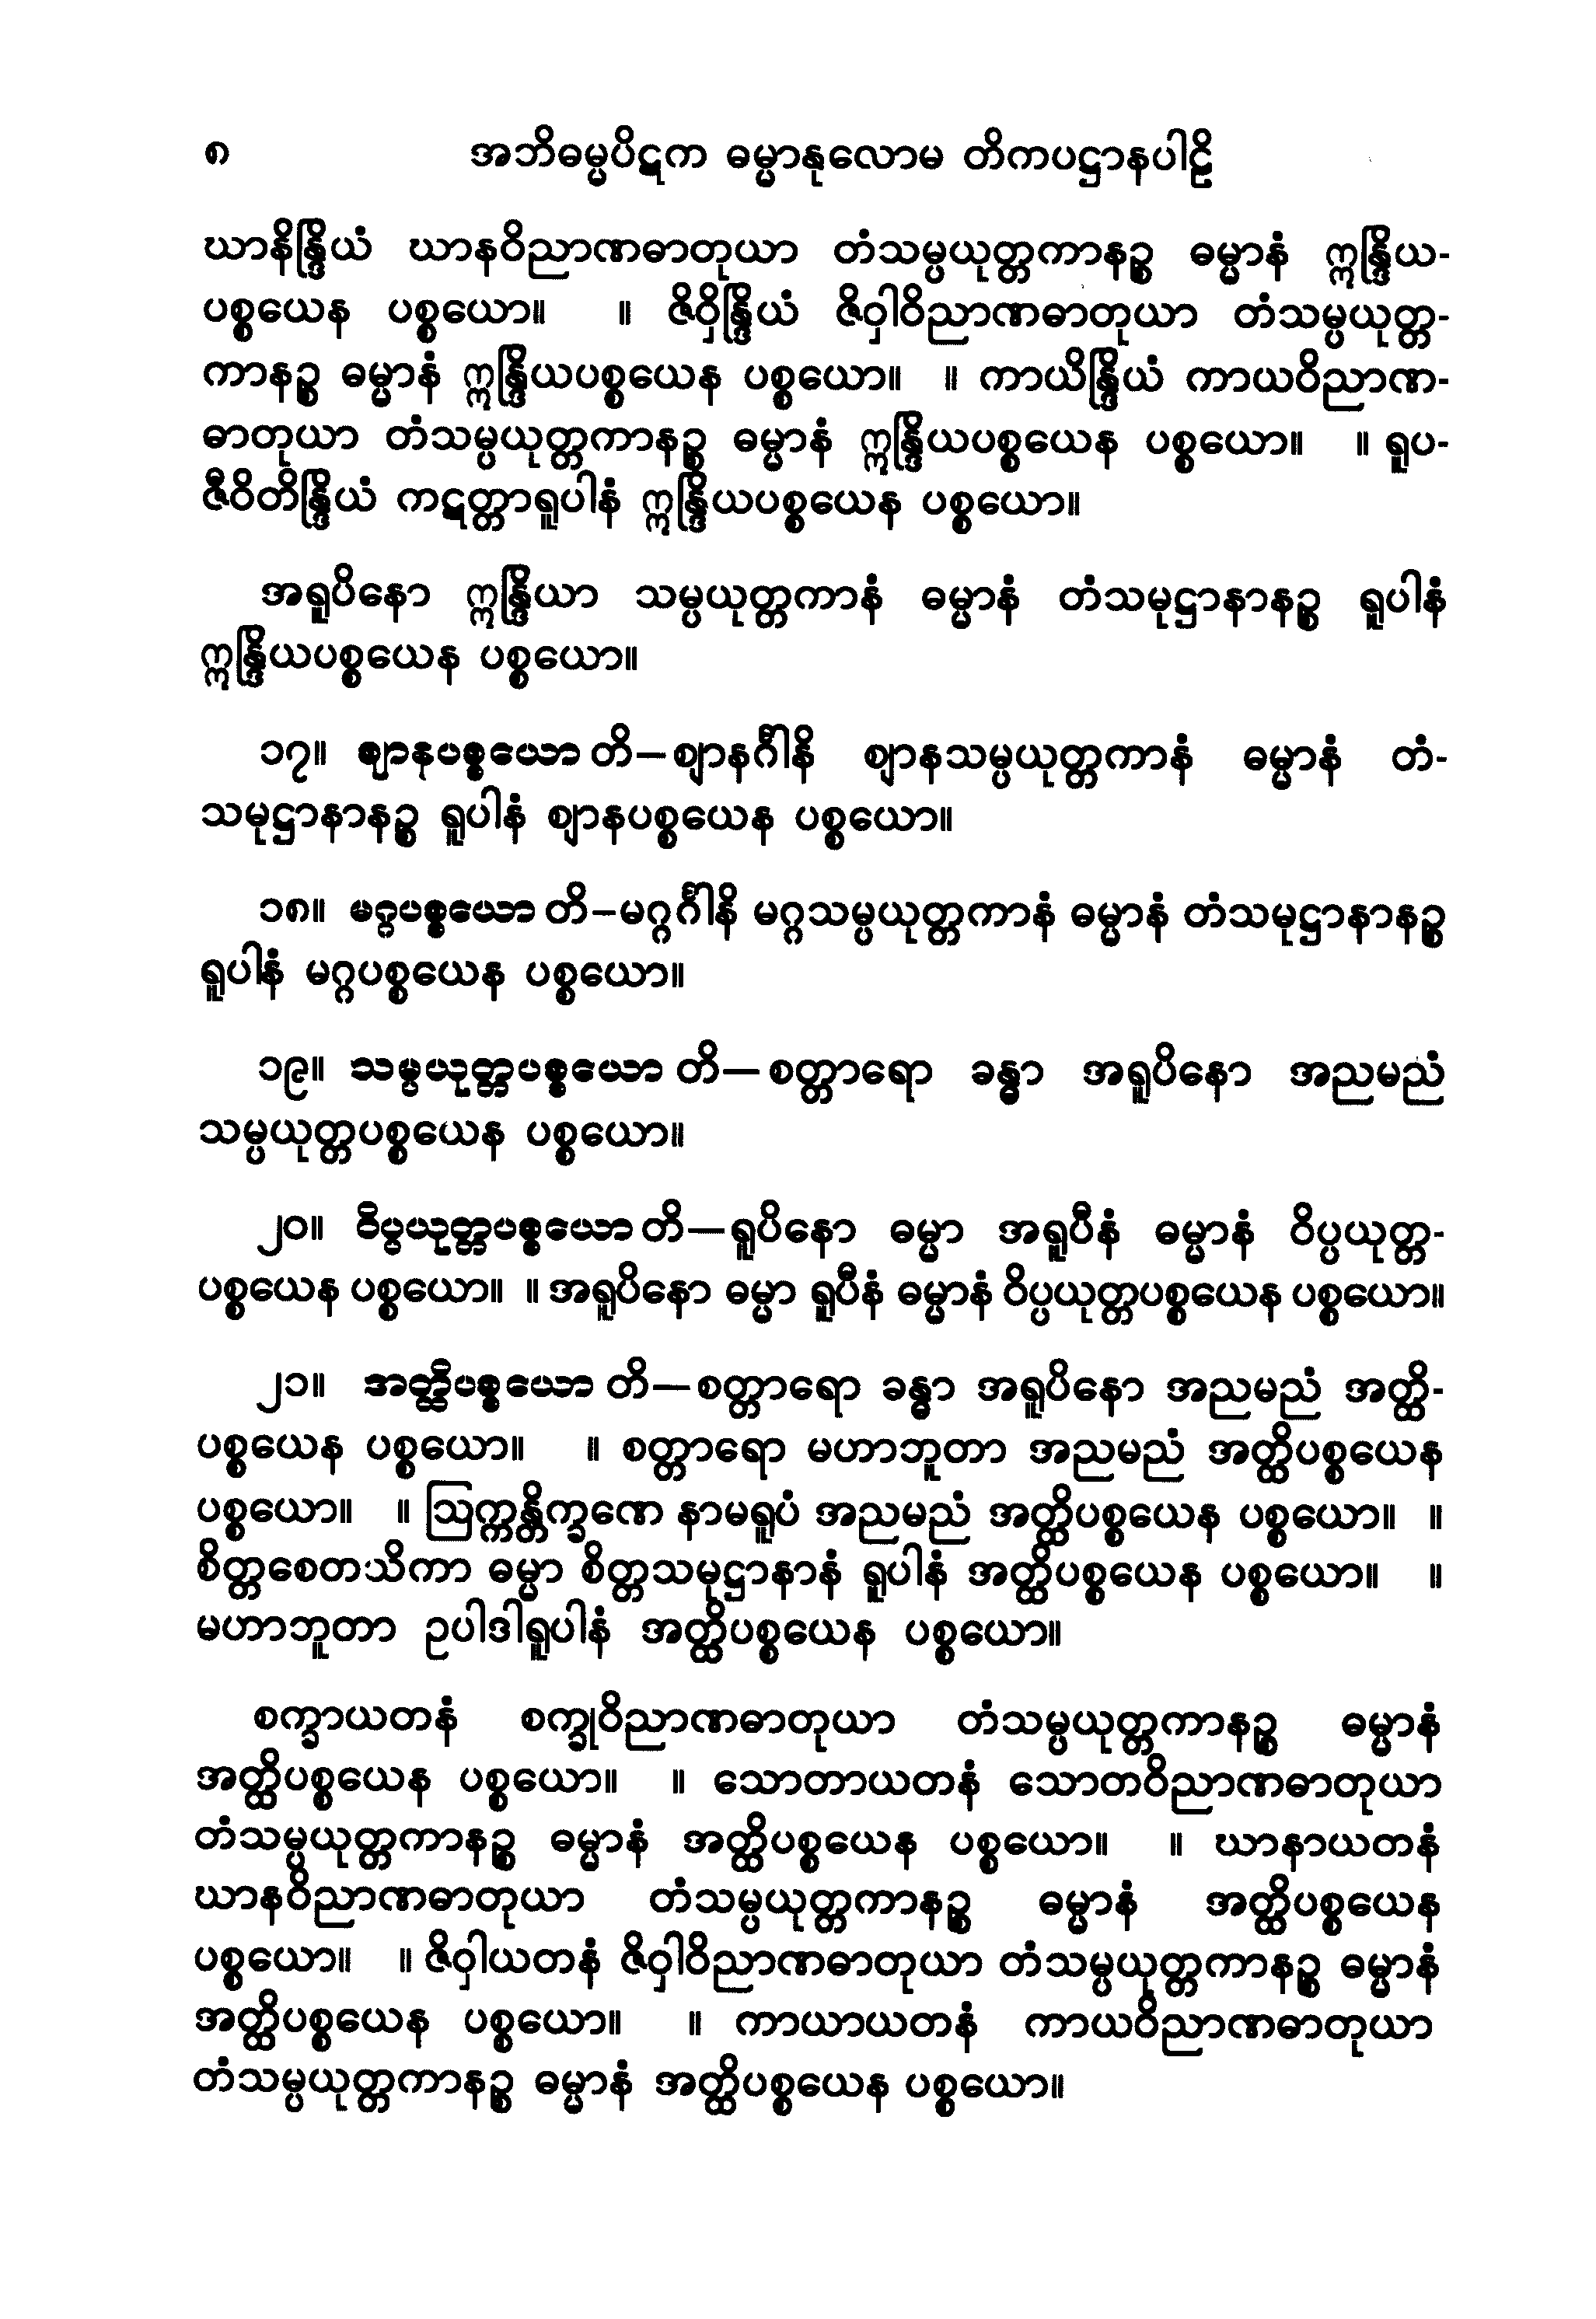 ၈ အဘိဓမ္မပိဋက ဓမ္မာနုလောမ တိကပဋ္ဌာနပါဠိ
ဃာနိန္ဒြိယံ ဃာနဝိညာဏဓာတုယာ တံသမ္ပယုတ္တကာနဉ္စ ဓမ္မာနံ ဣန္ဒြိယ-
ပစ္စယေန ပစ္စယော။ ။ ဇိဝှိန္ဒြိယံ ဇိဝှါဝိညာဏဓာတုယာ တံသမ္ပယုတ္တ-
ကာနဉ္စ ဓမ္မာနံ ဣန္ဒြိယပစ္စယေန ပစ္စယော။ ။ ကာယိန္ဒြိယံ ကာယဝိညာဏ-
ဓာတုယာ တံသမ္ပယုတ္တကာနဉ္စ ဓမ္မာနံ ဣန္ဒြိယပစ္စယေန ပစ္စယော။ ။ ရူပ-
ဇီဝိတိန္ဒြိယံ ကဋတ္တာရူပါနံ ဣန္ဒြိယပစ္စယေန ပစ္စယော။
အရူပိနော ဣန္ဒြိယာ သမ္ပယုတ္တကာနံ ဓမ္မာနံ တံသမုဋ္ဌာနာနဉ္စ ရူပါနံ
ဣန္ဒြိယပစ္စယေန ပစ္စယော။
၁၇။ ဈာနပစ္စယော တိ—ဈာနင်္ဂါနိ ဈာနသမ္ပယုတ္တကာနံ ဓမ္မာနံ တံ-
သမုဋ္ဌာနာနဉ္စ ရူပါနံ ဈာနပစ္စယေန ပစ္စယော။
၁၈။ မဂ္ဂပစ္စယော တိ—မဂ္ဂင်္ဂါနိ မဂ္ဂသမ္ပယုတ္တကာနံ ဓမ္မာနံ တံသမုဋ္ဌာနာနဉ္စ
ရူပါနံ မဂ္ဂပစ္စယေန ပစ္စယော။
၁၉။ သမ္ပယုတ္တပစ္စယော တိ—စတ္တာရော ခန္ဓာ အရူပိနော အညမညံ
သမ္ပယုတ္တပစ္စယေန ပစ္စယော။
၂၀။ ဝိပ္ပယုတ္တပစ္စယော တိ—ရူပိနော ဓမ္မာ အရူပီနံ ဓမ္မာနံ ဝိပ္ပယုတ္တ-
ပစ္စယေန ပစ္စယော။ ။ အရူပိနော ဓမ္မာ ရူပီနံ ဓမ္မာနံ ဝိပ္ပယုတ္တပစ္စယေန ပစ္စယော။
၂၁။ အတ္ထိပစ္စယော တိ—စတ္တာရော ခန္ဓာ အရူပိနော အညမညံ အတ္ထိ-
ပစ္စယေန ပစ္စယော။ ။ စတ္တာရော မဟာဘူတာ အညမညံ အတ္ထိပစ္စယေန
ပစ္စယော။ ။ ဩက္ကန္တိက္ခဏေ နာမရူပံ အညမညံ အတ္ထိပစ္စယေန ပစ္စယော။ ။
စိတ္တစေတသိကာ ဓမ္မာ စိတ္တသမုဋ္ဌာနာနံ ရူပါနံ အတ္ထိပစ္စယေန ပစ္စယော။ ။
မဟာဘူတာ ဥပါဒါရူပါနံ အတ္ထိပစ္စယေန ပစ္စယော။
စက္ခာယတနံ စက္ခုဝိညာဏဓာတုယာ တံသမ္ပယုတ္တကာနဉ္စ ဓမ္မာနံ
အတ္ထိပစ္စယေန ပစ္စယော။ ။ သောတာယတနံ သောတဝိညာဏဓာတုယာ
တံသမ္ပယုတ္တကာနဉ္စ ဓမ္မာနံ အတ္ထိပစ္စယေန ပစ္စယော။ ။ ဃာနာယတနံ
ဃာနဝိညာဏဓာတုယာ တံသမ္ပယုတ္တကာနဉ္စ ဓမ္မာနံ အတ္ထိပစ္စယေန
ပစ္စယော။ ။ ဇိဝှါယတနံ ဇိဝှါဝိညာဏဓာတုယာ တံသမ္ပယုတ္တကာနဉ္စ ဓမ္မာနံ
အတ္ထိပစ္စယေန ပစ္စယော။ ။ ကာယာယတနံ ကာယဝိညာဏဓာတုယာ
တံသမ္ပယုတ္တကာနဉ္စ ဓမ္မာနံ အတ္ထိပစ္စယေန ပစ္စယော။